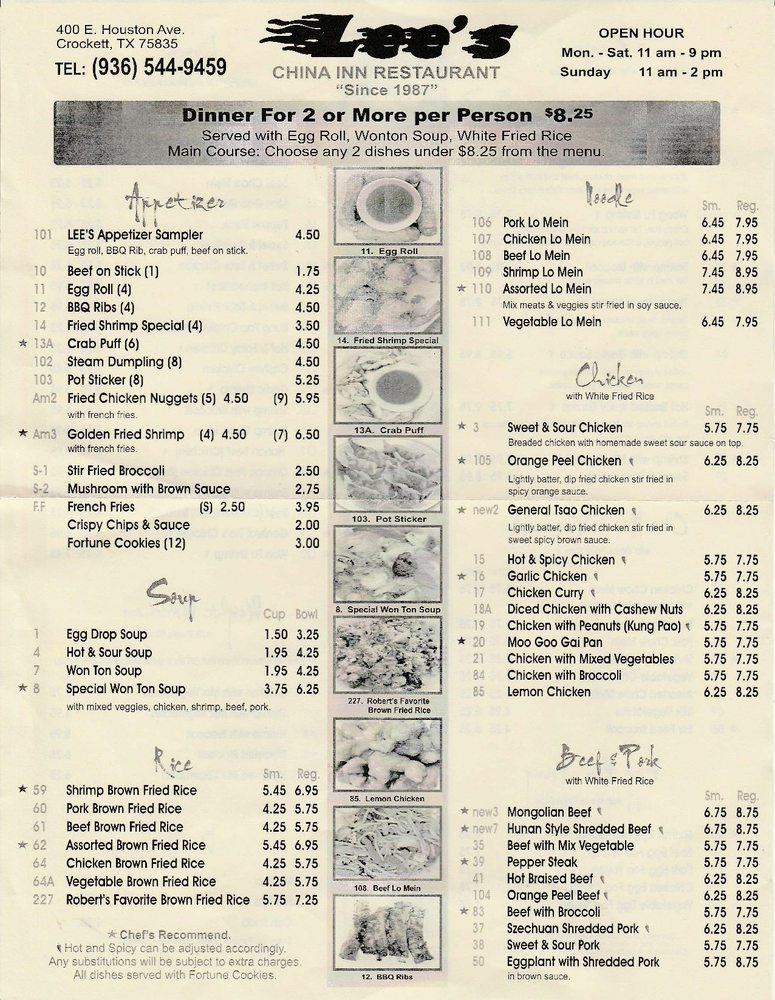 400 E. Houston Ave.
Crockett, TX 75835
TEL: (936) 544-9459
Lee's
CHINA INN RESTAURANT
"Since 1987"
OPEN HOUR
Mon. - Sat. 11 am - 9 pm
Sunday 11 am - 2 pm
Dinner For 2 or More per Person $8.25
Served with Egg Roll, Wonton Soup, White Fried Rice
Main Course: Choose any 2 dishes under $8.25 from the menu.
Appetizer
101 LEE'S Appetizer Sampler 4.50
Egg roll, BBQ Rib, crab puff, beef on stick.
10 Beef on Stick (1) 1.75
11 Egg Roll (4) 4.25
12 BBQ Ribs (4) 4.50
14 Fried Shrimp Special (4) 3.50
★ 13A Crab Puff (6) 4.50
102 Steam Dumpling (8) 4.50
103 Pot Sticker (8) 5.25
Am2 Fried Chicken Nuggets (5) 4.50 (9) 5.95
with french fries.
★ Am3 Golden Fried Shrimp (4) 4.50 (7) 6.50
with french fries.
S-1 Stir Fried Broccoli 2.50
S-2 Mushroom with Brown Sauce 2.75
F.F French Fries (S) 2.50 3.95
Crispy Chips & Sauce 2.00
Fortune Cookies (12) 3.00
Soup
Cup Bowl
1 Egg Drop Soup 1.50 3.25
4 Hot & Sour Soup 1.95 4.25
7 Won Ton Soup 1.95 4.25
★ 8 Special Won Ton Soup 3.75 6.25
with mixed veggies, chicken, shrimp, beef, pork.
Rice
Sm. Reg.
★ 59 Shrimp Brown Fried Rice 5.45 6.95
60 Pork Brown Fried Rice 4.25 5.75
61 Beef Brown Fried Rice 4.25 5.75
★ 62 Assorted Brown Fried Rice 5.45 6.95
64 Chicken Brown Fried Rice 4.25 5.75
64A Vegetable Brown Fried Rice 4.25 5.75
227 Robert's Favorite Brown Fried Rice 5.75 7.25
★ Chef's Recommend.
Hot and Spicy can be adjusted accordingly.
Any substitutions will be subject to extra charges.
All dishes served with Fortune Cookies.
11. Egg Roll
14. Fried Shrimp Special
13A. Crab Puff
103. Pot Sticker
8. Special Won Ton Soup
227. Robert's Favorite
Brown Fried Rice
85. Lemon Chicken
108. Beef Lo Mein
12. BBQ Ribs
Noodle
Sm. Reg.
106 Pork Lo Mein 6.45 7.95
107 Chicken Lo Mein 6.45 7.95
108 Beef Lo Mein 6.45 7.95
109 Shrimp Lo Mein 7.45 8.95
★ 110 Assorted Lo Mein 7.45 8.95
Mix meats & veggies stir fried in soy sauce.
111 Vegetable Lo Mein 6.45 7.95
Chicken
with White Fried Rice
Sm. Reg.
★ 3 Sweet & Sour Chicken 5.75 7.75
Breaded chicken with homemade sweet sour sauce on top.
★ 105 Orange Peel Chicken 6.25 8.25
Lightly batter, dip fried chicken stir fried in
spicy orange sauce.
★ new2 General Tsao Chicken 6.25 8.25
Lightly batter, dip fried chicken stir fried in
sweet spicy brown sauce.
15 Hot & Spicy Chicken 5.75 7.75
★ 16 Garlic Chicken 5.75 7.75
17 Chicken Curry 6.25 8.25
18A Diced Chicken with Cashew Nuts 6.25 8.25
19 Chicken with Peanuts (Kung Pao) 5.75 7.75
★ 20 Moo Goo Gai Pan 5.75 7.75
21 Chicken with Mixed Vegetables 5.75 7.75
84 Chicken with Broccoli 5.75 7.75
85 Lemon Chicken 6.25 8.25
Beef & Pork
with White Fried Rice
Sm. Reg.
★ new3 Mongolian Beef 6.75 8.75
★ new7 Hunan Style Shredded Beef 6.75 8.75
35 Beef with Mix Vegetable 5.75 7.75
★ 39 Pepper Steak 5.75 7.75
41 Hot Braised Beef 6.25 8.25
104 Orange Peel Beef 6.25 8.25
★ 83 Beef with Broccoli 5.75 7.75
37 Szechuan Shredded Pork 6.25 8.25
38 Sweet & Sour Pork 5.75 7.75
50 Eggplant with Shredded Pork 5.75 8.75
in brown sauce.